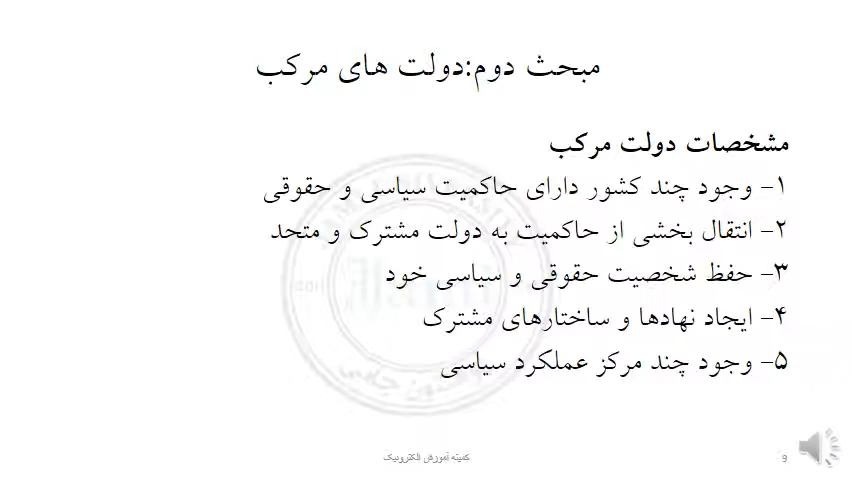 مبحث دوم:دولت های مرکب
مشخصات دولت مرکب
۱- وجود چند کشور دارای حاکمیت سیاسی و حقوقی
۲- انتقال بخشی از حاکمیت به دولت مشترک و متحد
۳- حفظ شخصیت حقوقی و سیاسی خود
۴- ایجاد نهادها و ساختارهای مشترک
۵- وجود چند مرکز عملکرد سیاسی
کمیته آموزش الکترونیک
۹